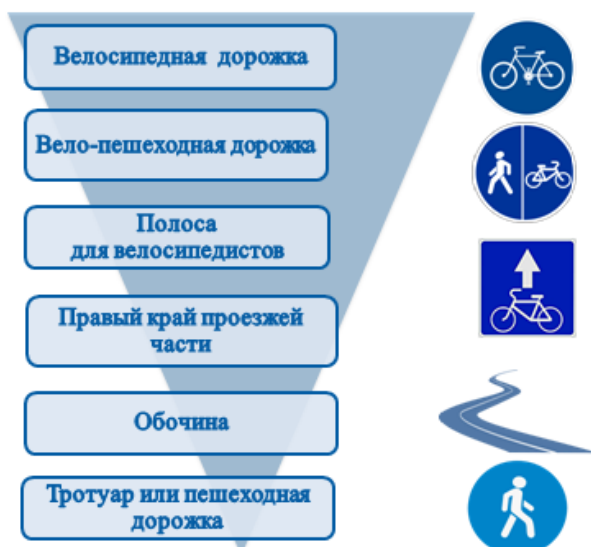 Велосипедная дорожка
Вело-пешеходная дорожка
Полоса
для велосипедистов
Правый край проезжей
части
Обочина
Тротуар или пешеходная
дорожка